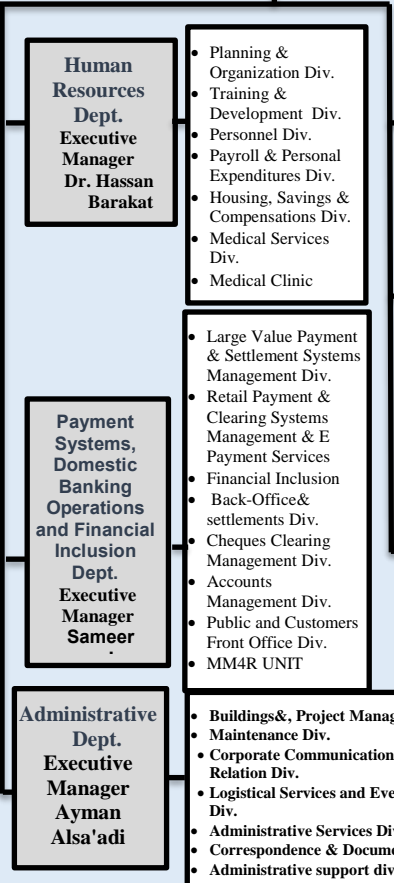 Human
Resources
Dept.
Executive
Manager
Dr. Hassan
Barakat
• Planning &
Organization Div.
• Training &
Development Div.
• Personnel Div.
• Payroll & Personal
Expenditures Div.
• Housing, Savings &
Compensations Div.
• Medical Services
Div.
• Medical Clinic
Payment
Systems,
Domestic
Banking
Operations
and Financial
Inclusion
Dept.
Executive
Manager
Sameer
• Large Value Payment
& Settlement Systems
Management Div.
• Retail Payment &
Clearing Systems
Management & E
Payment Services
• Financial Inclusion
• Back-Office&
settlements Div.
• Cheques Clearing
Management Div.
• Accounts
Management Div.
• Public and Customers
Front Office Div.
• MM4R UNIT
Administrative
Dept.
Executive
Manager
Ayman
Alsa'adi
• Buildings&, Project
• Maintenance Div.
• Corporate Communication
Relation Div.
• Logistical Services and
Div.
• Administrative Services
• Correspondence &
• Administrative support